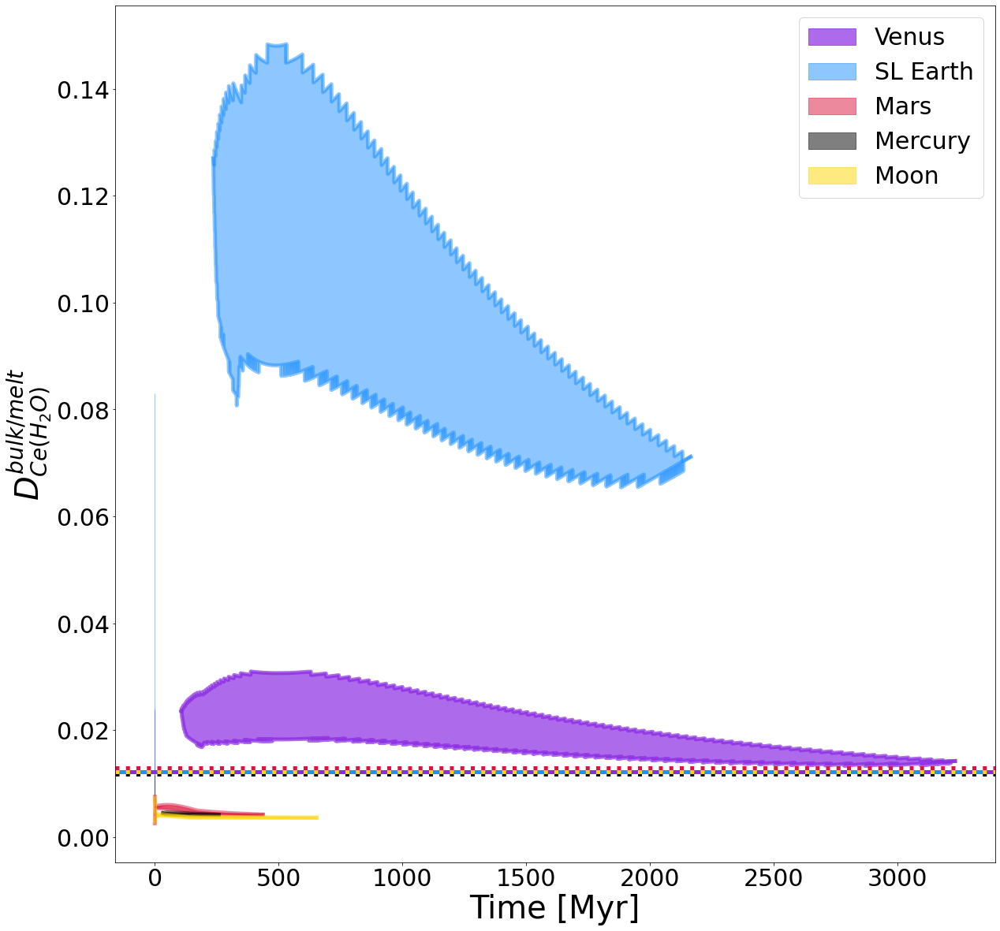 Venus
SL Earth
Mars
Mercury
Moon
0.14
0.12
0.10
0.08
0.06
0.04
0.02
0.00
D^{bulk/melt}_{Ce(H_2O)}
0 500 1000 1500 2000 2500 3000
Time [Myr]